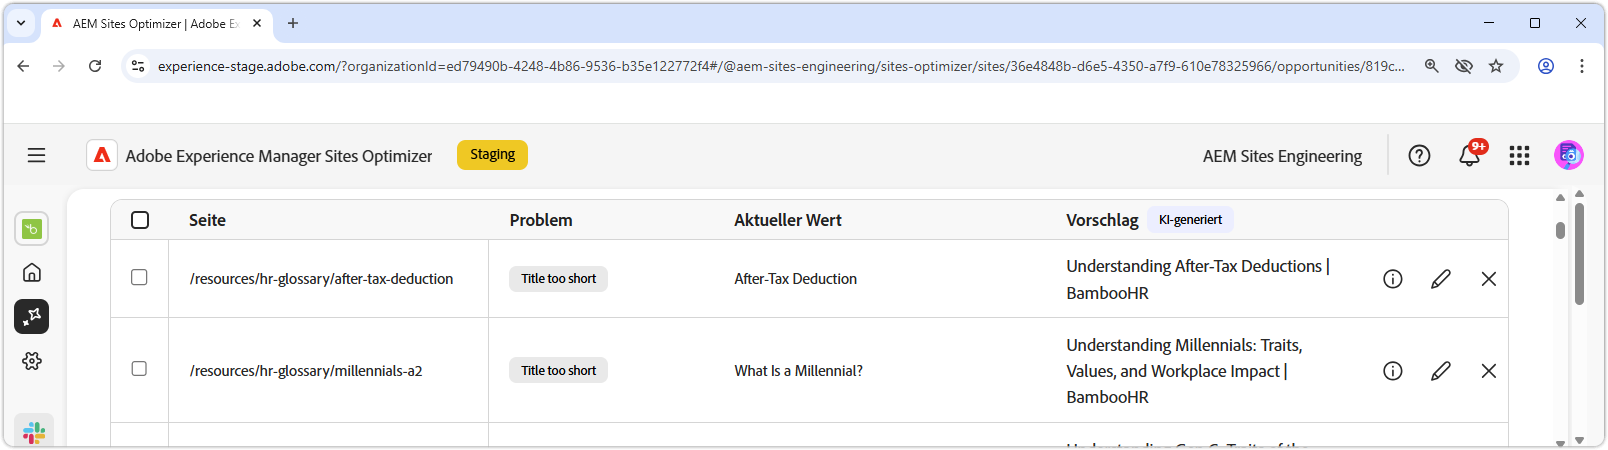 AEM Sites Optimizer | Adobe Ex
experience-stage.adobe.com/?organizationId=ed79490b-4248-4b86-9536-b35e122772f4#/@aem-sites-engineering/sites-optimizer/sites/36e4848b-d6e5-4350-a7f9-610e78325966/opportunities/819c...
Adobe Experience Manager Sites Optimizer
Staging
AEM Sites Engineering
9+
Seite
Problem
Aktueller Wert
Vorschlag
KI-generiert
/resources/hr-glossary/after-tax-deduction
Title too short
After-Tax Deduction
Understanding After-Tax Deductions |
BambooHR
/resources/hr-glossary/millennials-a2
Title too short
What Is a Millennial?
Understanding Millennials: Traits,
Values, and Workplace Impact |
BambooHR